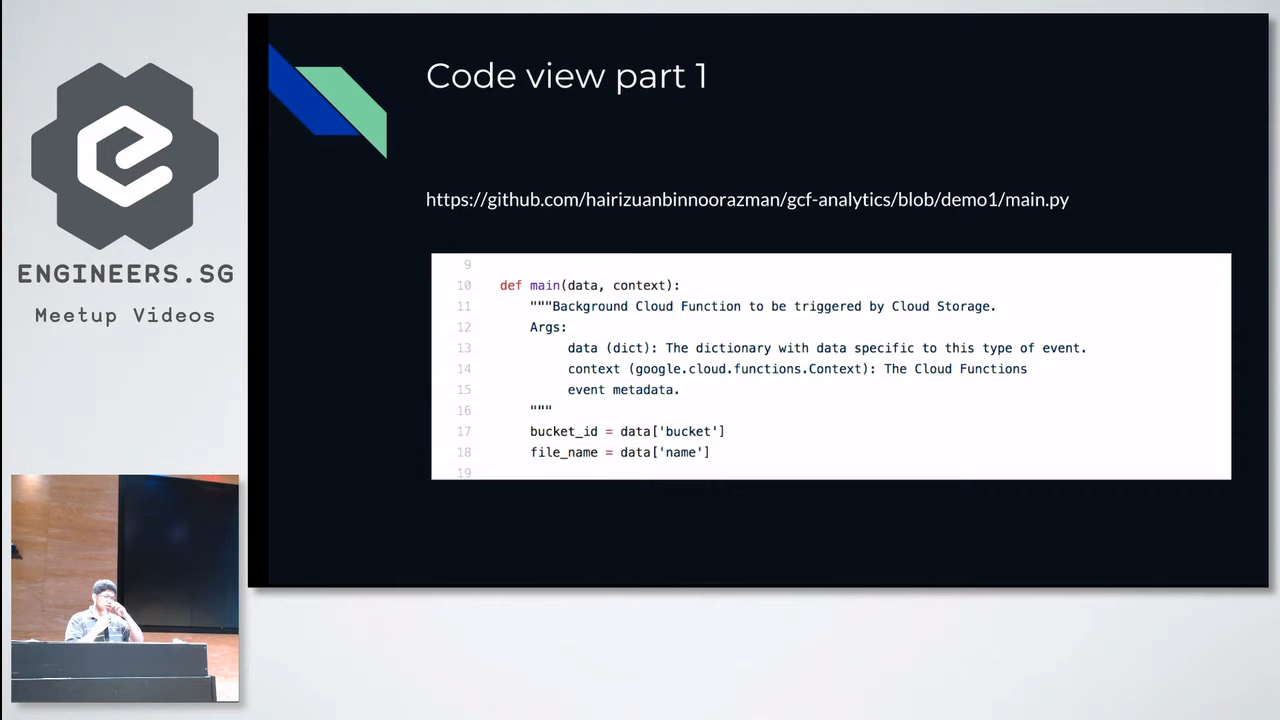 ENGINEERS.SG
Meetup Videos
Code view part 1
https://github.com/hairizuanbinnoorazman/gcf-analytics/blob/demo1/main.py
9
10 def main(data, context):
11 """Background Cloud Function to be triggered by Cloud Storage.
12 Args:
13 data (dict): The dictionary with data specific to this type of event.
14 context (google.cloud.functions.Context): The Cloud Functions
15 event metadata.
16 """
17 bucket_id = data['bucket']
18 file_name = data['name']
19